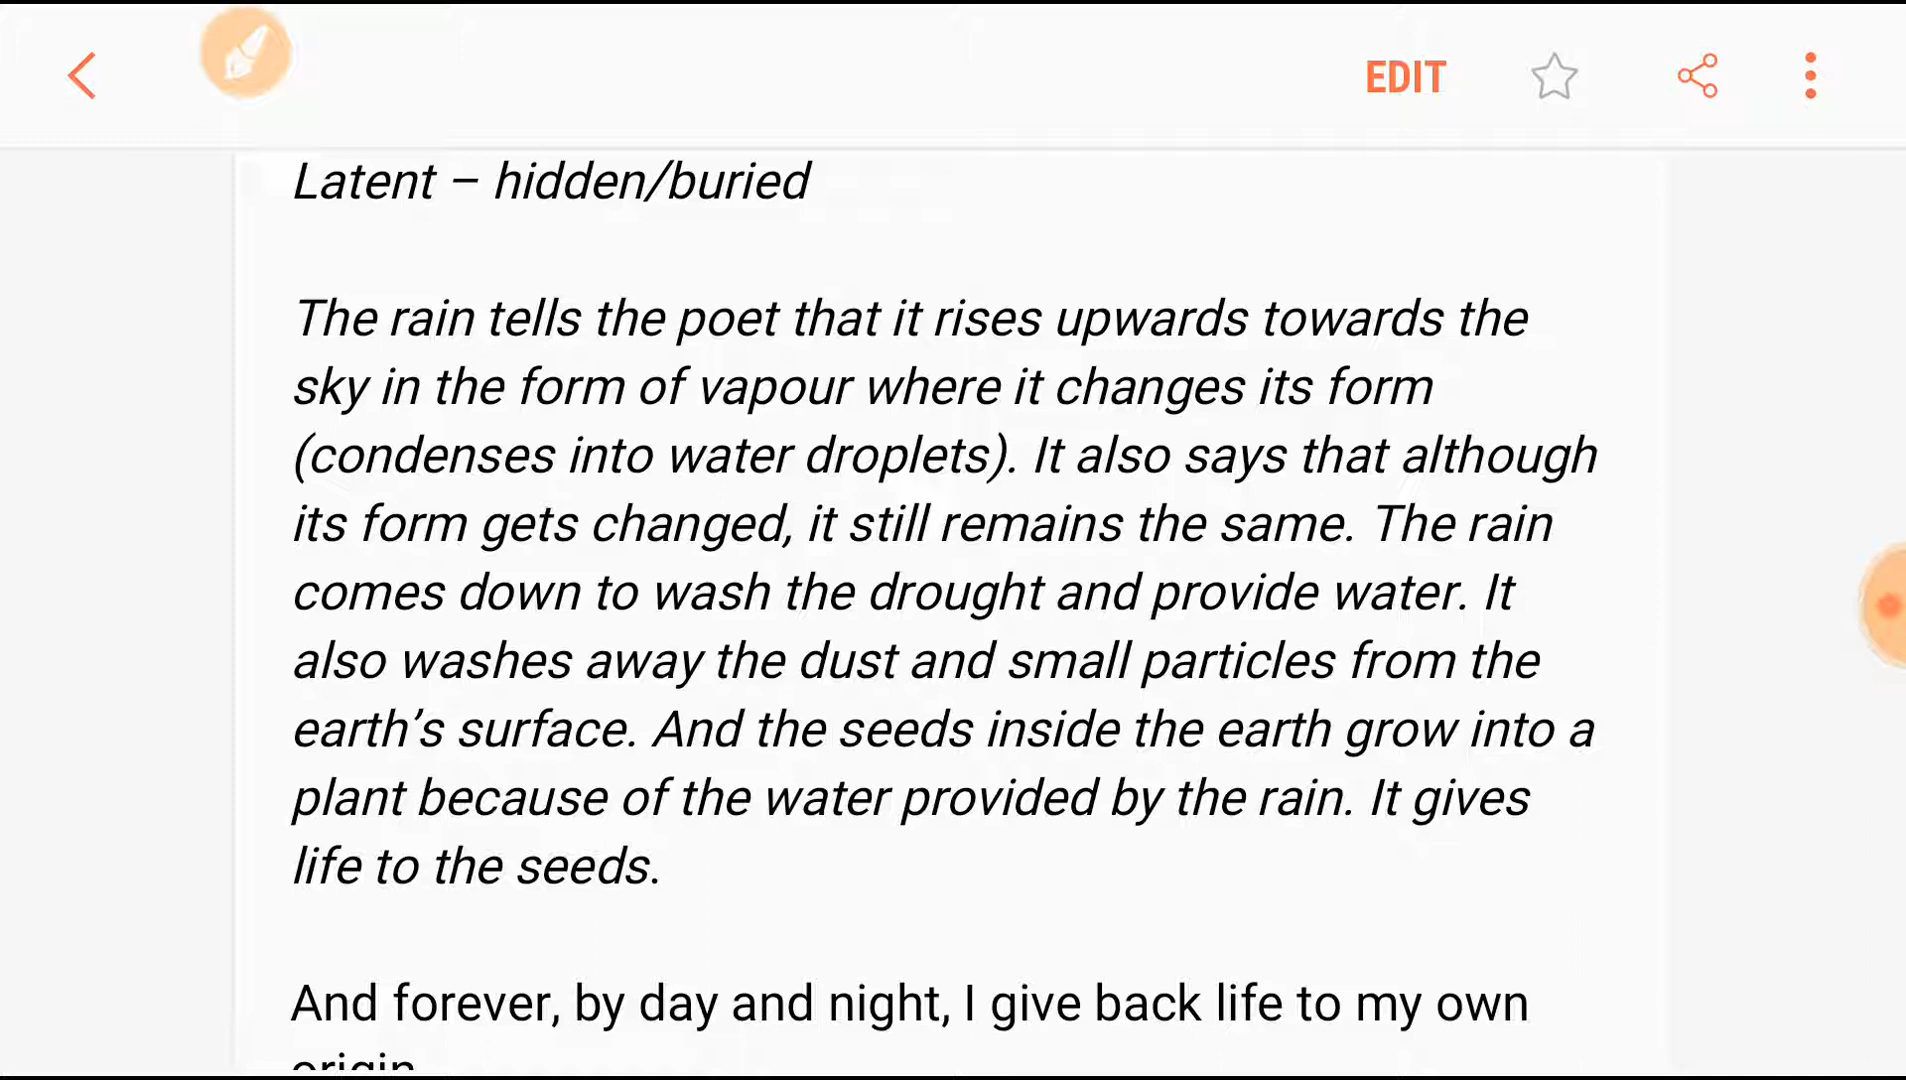 EDIT
Latent – hidden/buried
The rain tells the poet that it rises upwards towards the
sky in the form of vapour where it changes its form
(condenses into water droplets). It also says that although
its form gets changed, it still remains the same. The rain
comes down to wash the drought and provide water. It
also washes away the dust and small particles from the
earth’s surface. And the seeds inside the earth grow into a
plant because of the water provided by the rain. It gives
life to the seeds.
And forever, by day and night, I give back life to my own
origin